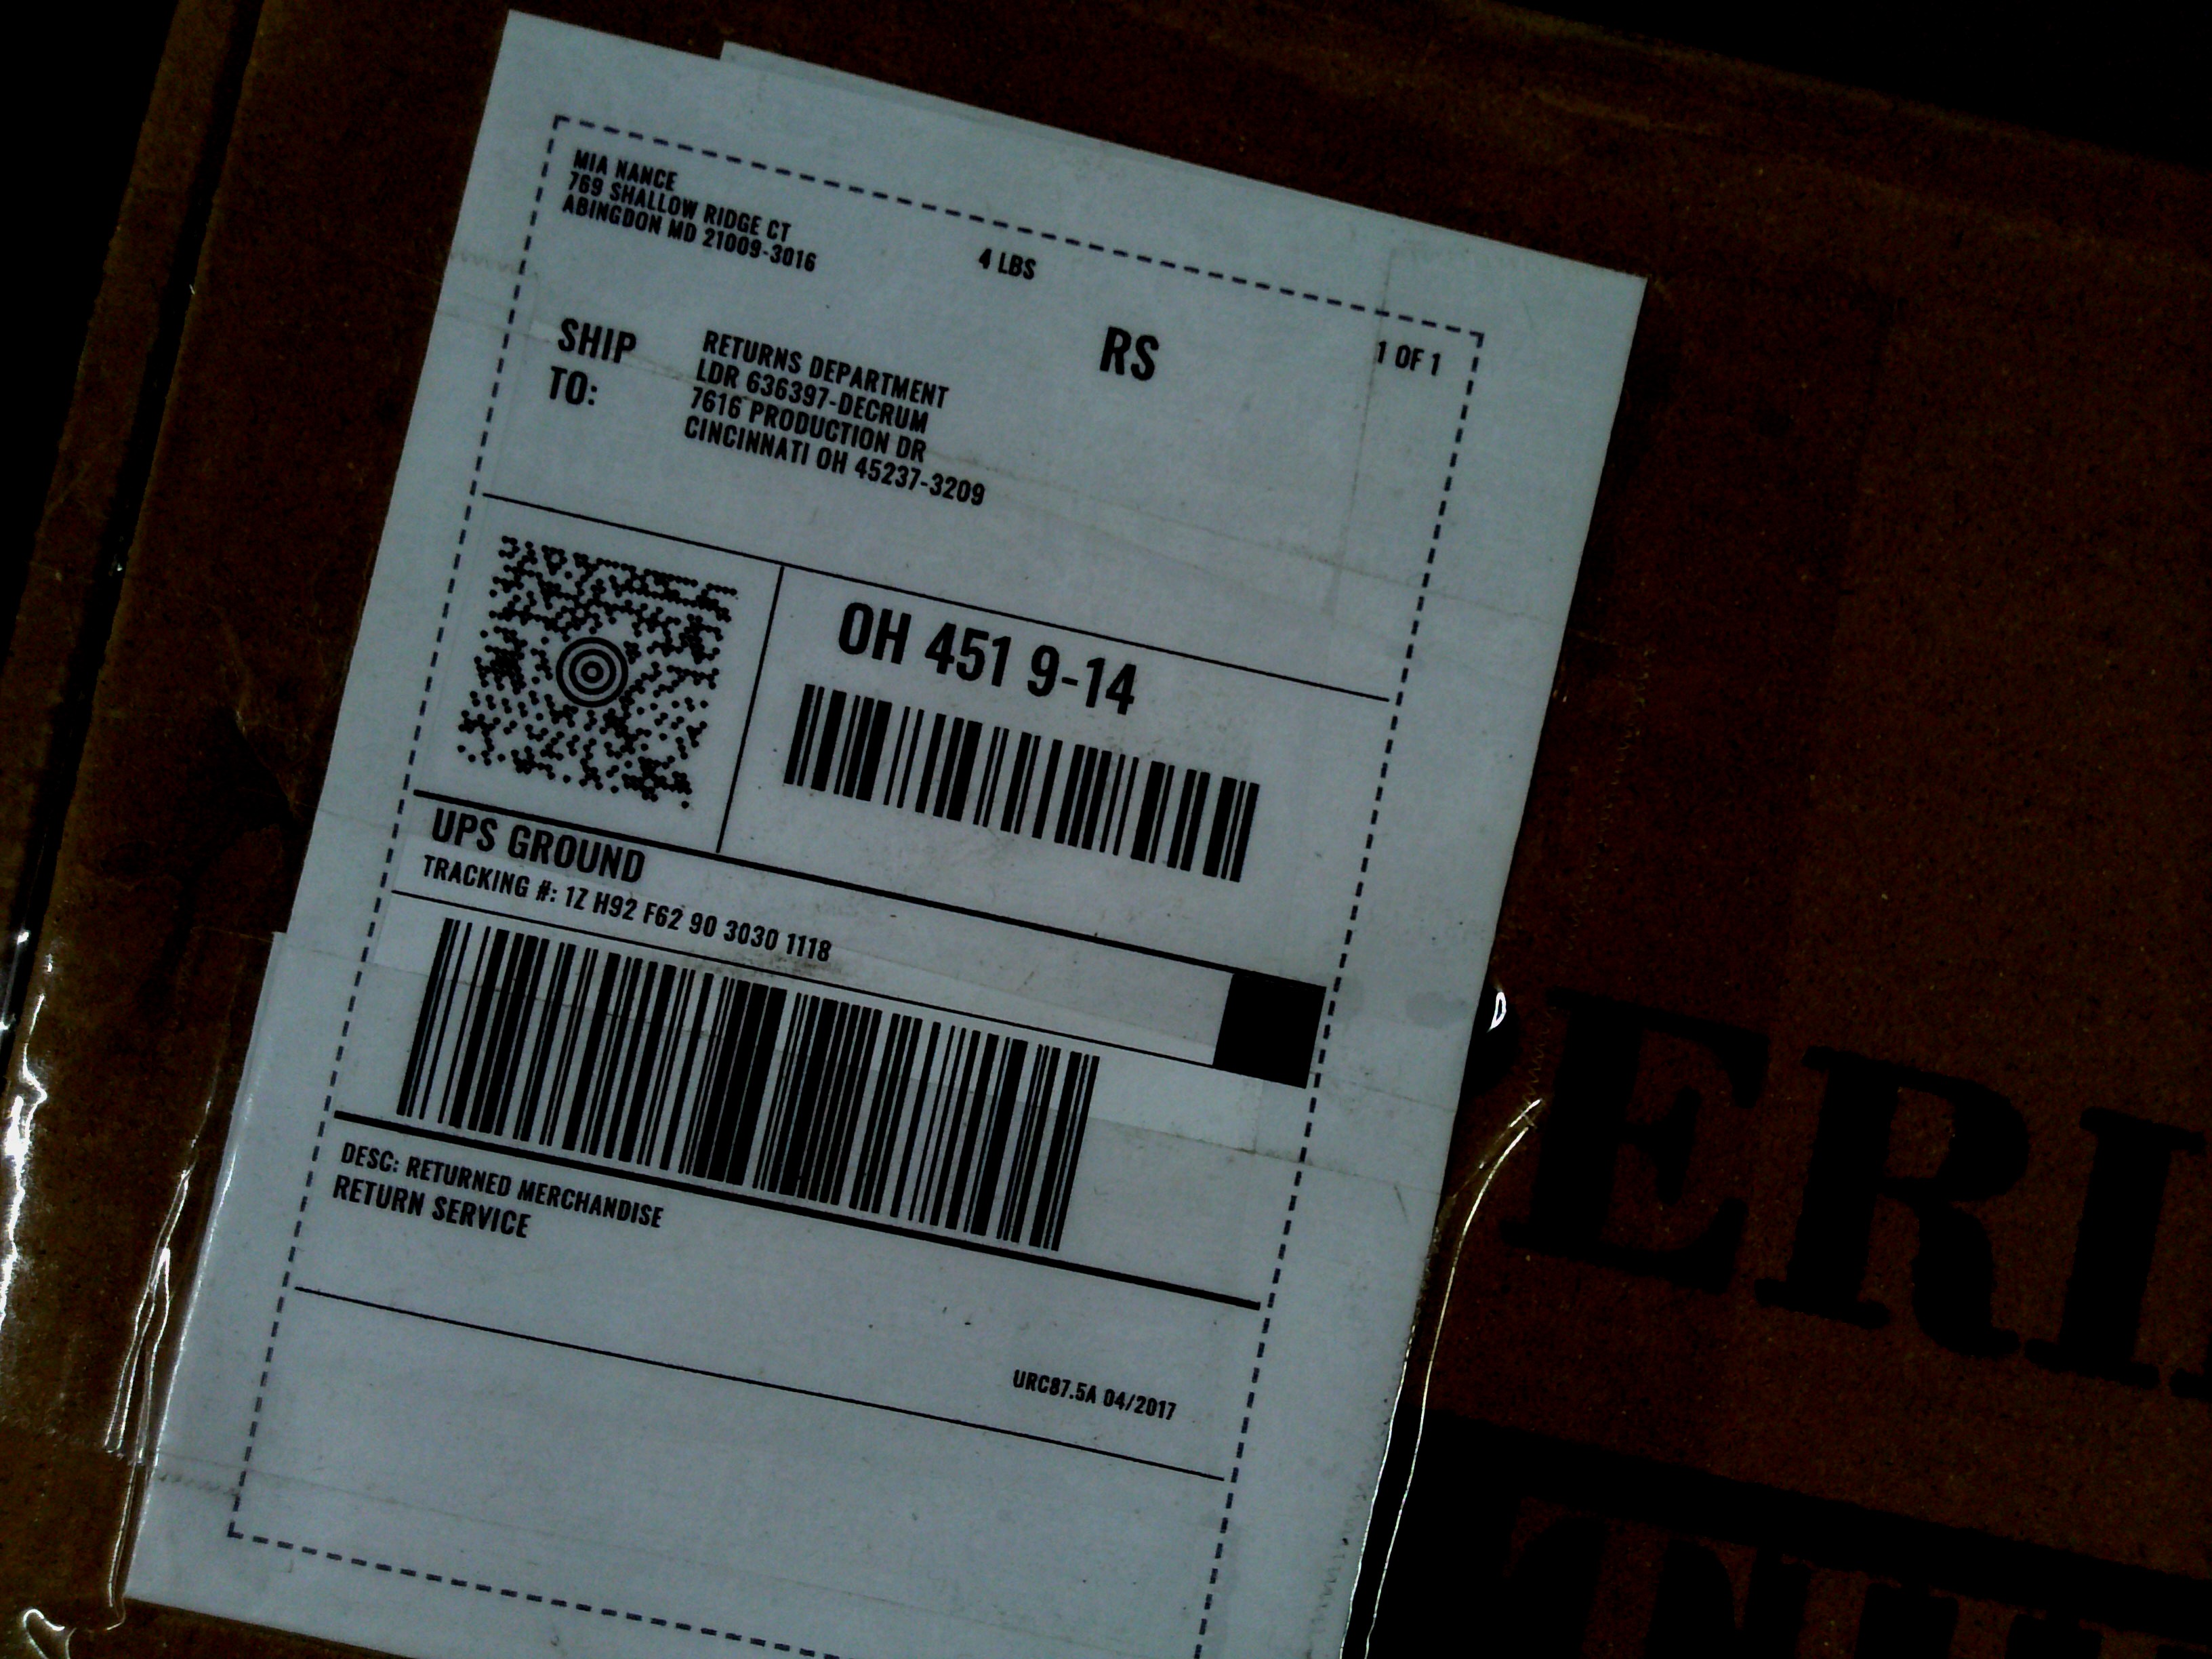 MIA NANCE
769 SHALLOW RIDGE CT
ABINGDON MD 21009-3016
4 LBS
RS
1 OF 1
SHIP
TO:
RETURNS DEPARTMENT
LDR 636397-DECRUM
7616 PRODUCTION DR
CINCINNATI OH 45237-3209
OH 451 9-14
UPS GROUND
TRACKING #: 1Z H92 F62 90 3030 1118
DESC: RETURNED MERCHANDISE
RETURN SERVICE
URC87.5A 04/2017
ERI